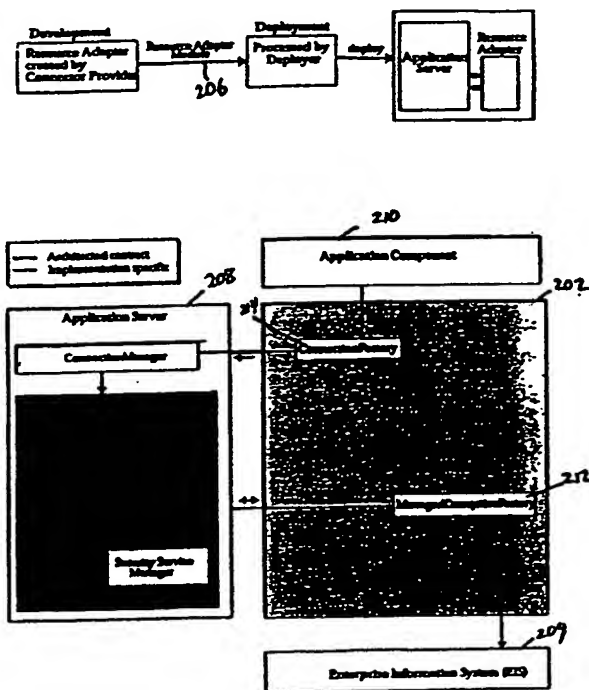 Development
Resource Adapter
created by
Connector Provider
Resource Adapter
Module
206
Deployment
Processed by
Deployer
deploy
Application
Server
Resource
Adapter
210
Architected contract
Implementation specific
Application Component
208
202
Application Server
ConnectionManager
ConnectionFactory
212
Security Service
Manager
209
Enterprise Information System (EIS)